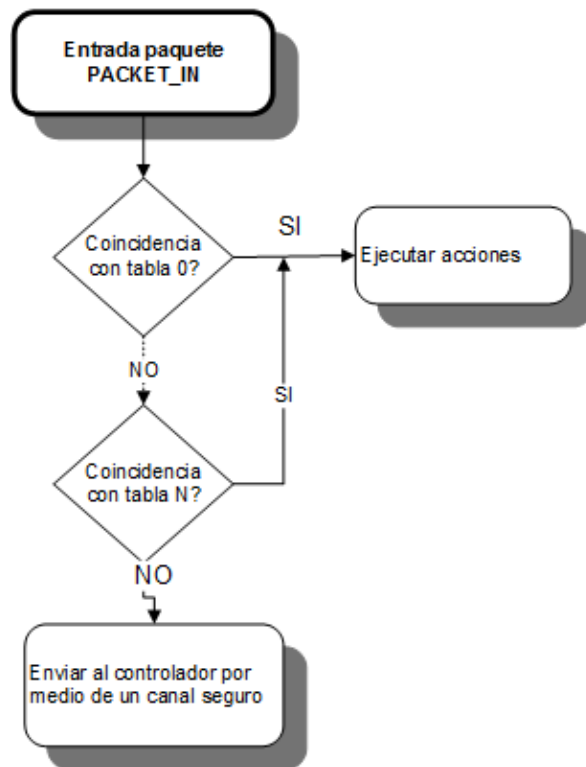 Entrada paquete
PACKET_IN
Coincidencia
con tabla 0?
SI
Ejecutar acciones
NO
SI
Coincidencia
con tabla N?
NO
Enviar al controlador por
medio de un canal seguro